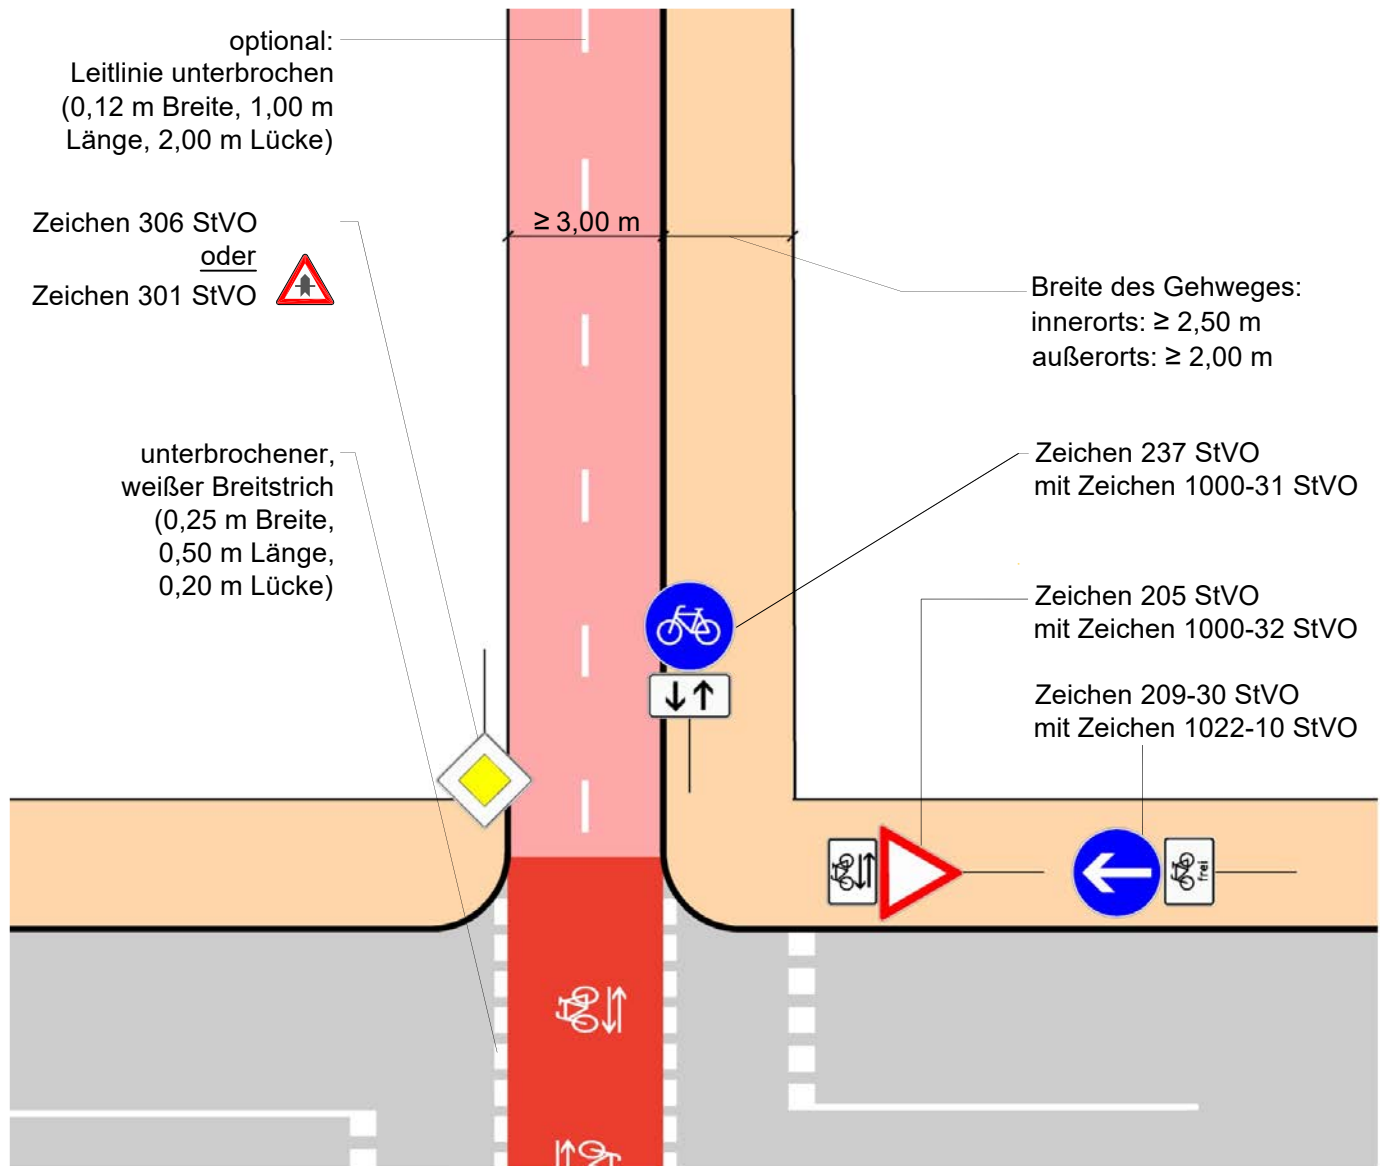 optional:
Leitlinie unterbrochen
(0,12 m Breite, 1,00 m
Länge, 2,00 m Lücke)
Zeichen 306 StVO
oder
Zeichen 301 StVO
≥ 3,00 m
Breite des Gehweges:
innerorts: ≥ 2,50 m
außerorts: ≥ 2,00 m
unterbrochener,
weißer Breitstrich
(0,25 m Breite,
0,50 m Länge,
0,20 m Lücke)
Zeichen 237 StVO
mit Zeichen 1000-31 StVO
Zeichen 205 StVO
mit Zeichen 1000-32 StVO
Zeichen 209-30 StVO
mit Zeichen 1022-10 StVO
frei